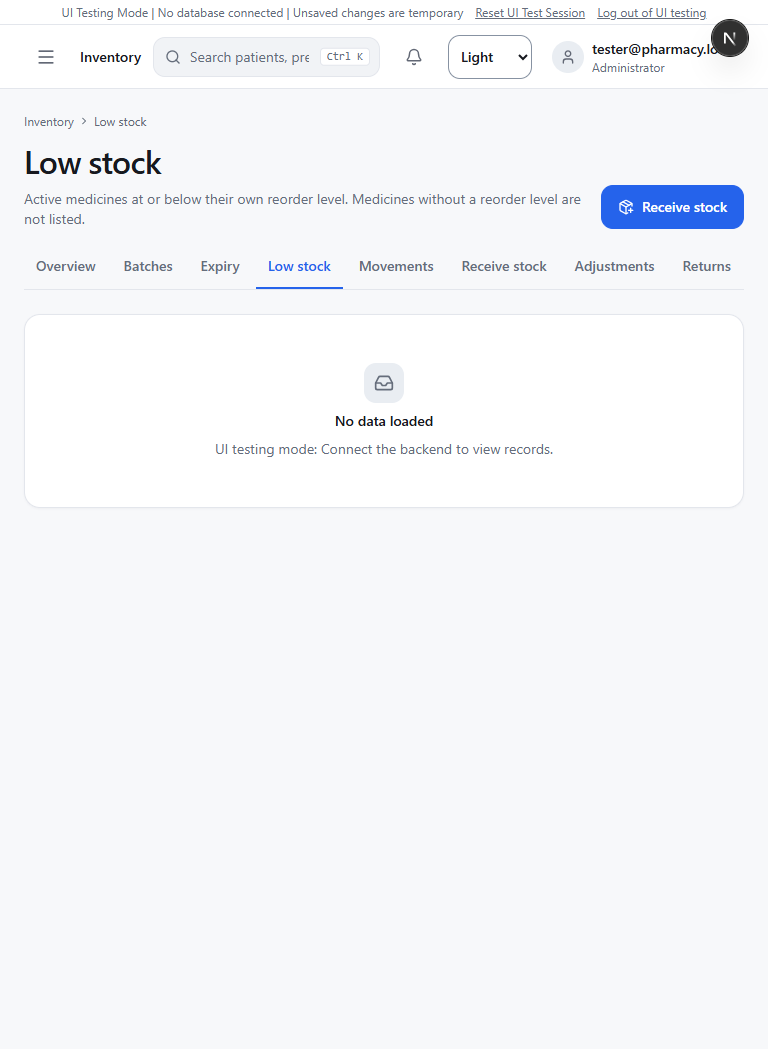 UI Testing Mode | No database connected | Unsaved changes are temporary Reset UI Test Session Log out of UI testing
Inventory Search patients, pre Ctrl K Light tester@pharmacy.lo N
Administrator
Inventory > Low stock
Low stock
Active medicines at or below their own reorder level. Medicines without a reorder level are
not listed.
Receive stock
Overview Batches Expiry Low stock Movements Receive stock Adjustments Returns
No data loaded
UI testing mode: Connect the backend to view records.